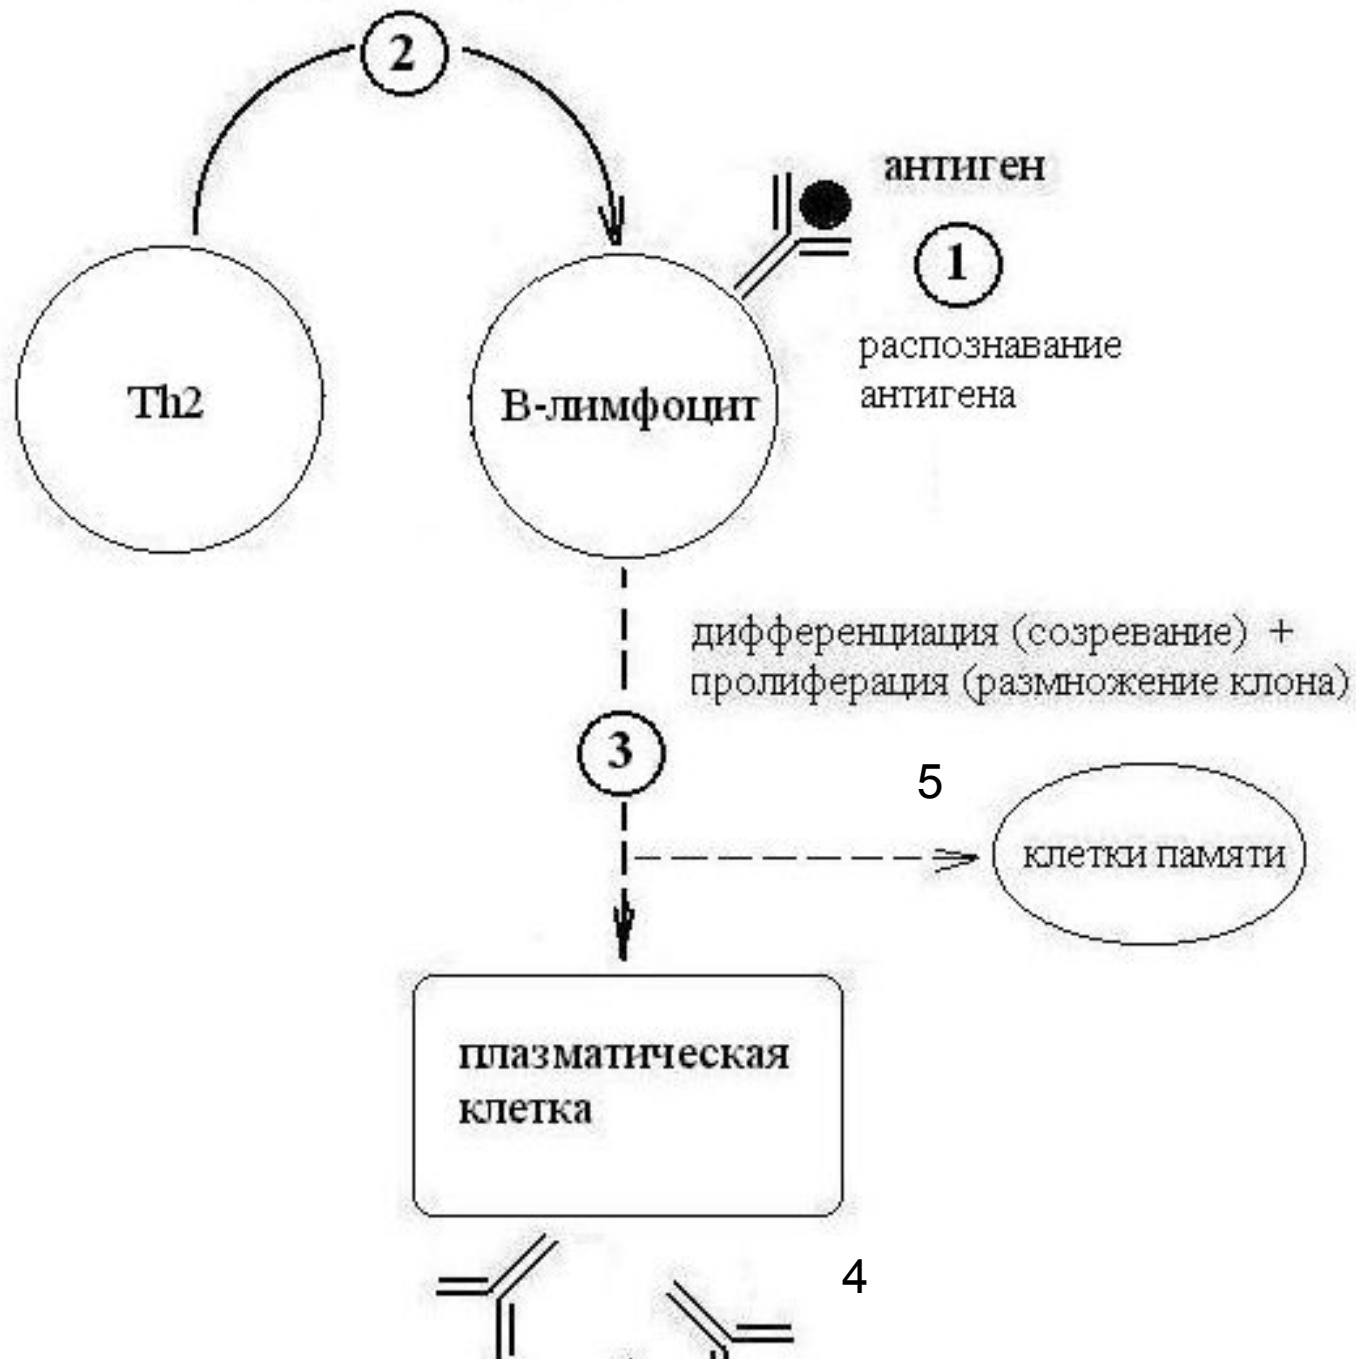 2
антиген
1
распознавание
антигена
Th2
В-лимфоцит
дифференциация (созревание) +
пролиферация (размножение клона)
3
5
клетки памяти
плазматическая
клетка
4